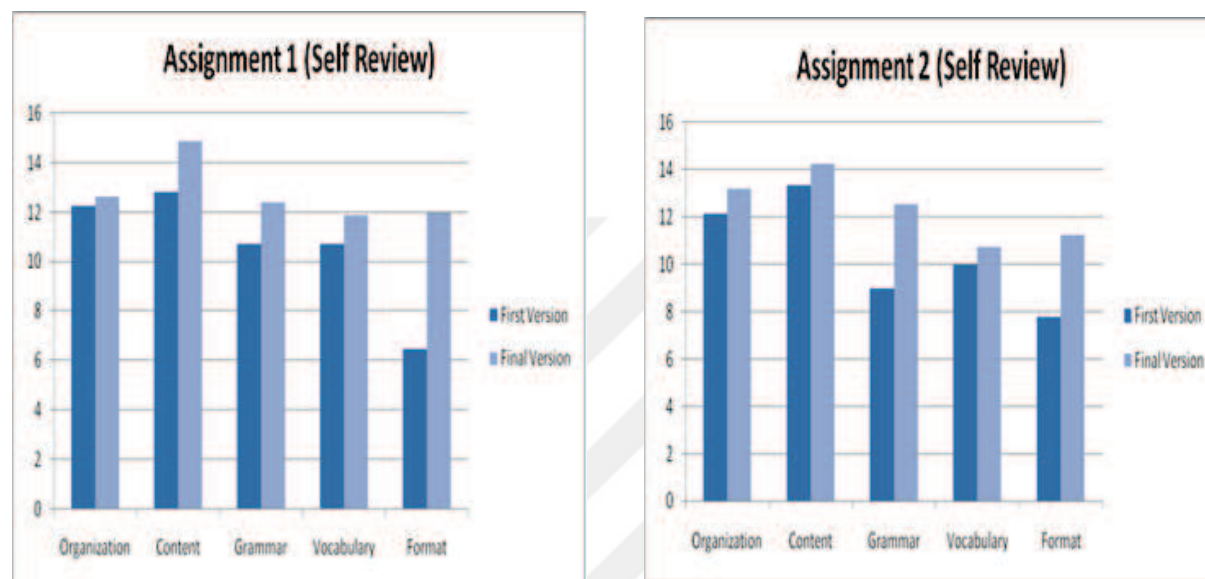 Assignment 1 (Self Review)
16
14
12
10
8
6
4
2
0
Organization Content Grammar Vocabulary Format
First Version
Final Version
Assignment 2 (Self Review)
16
14
12
10
8
6
4
2
0
Organization Content Grammar Vocabulary Format
First Version
Final Version